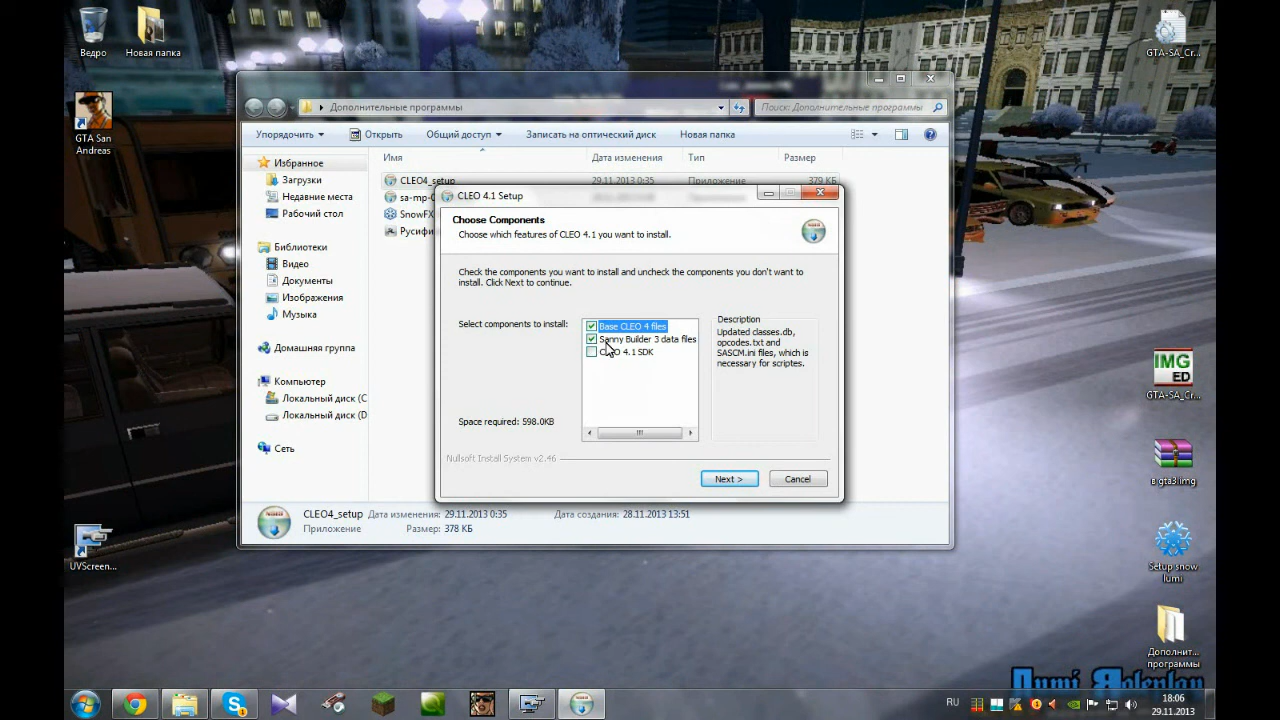 Ведро
Новая папка
GTA San
Andreas
UVScreen...
GTA-SA_Cr...
IMG
ED
GTA-SA_Cr...
в gta3.img
Setup snow
lumi
Дополнит...
программы
Дополнительные программы
Поиск: Дополнительные программы
Упорядочить
Открыть
Общий доступ
Записать на оптический диск
Новая папка
Избранное
Загрузки
Недавние места
Рабочий стол
Библиотеки
Видео
Документы
Изображения
Музыка
Домашняя группа
Компьютер
Локальный диск (C
Локальный диск (D
Сеть
Имя
Дата изменения
Тип
Размер
CLEO4_setup
29.11.2013 0:35
Приложение
379 КБ
sa-mp-0
SnowFX
Русифи
CLEO 4.1 Setup
Choose Components
Choose which features of CLEO 4.1 you want to install.
Check the components you want to install and uncheck the components you don't want to
install. Click Next to continue.
Select components to install:
Base CLEO 4 files
Sanny Builder 3 data files
4.1 SDK
Space required: 598.0KB
Description
Updated classes.db,
opcodes.txt and
SASCM.ini files, which is
necessary for scriptes.
Nullsoft Install System v2.46
Next >
Cancel
CLEO4_setup
Дата изменения: 29.11.2013 0:35
Дата создания: 28.11.2013 13:51
Приложение
Размер: 378 КБ
RU
18:06
29.11.2013